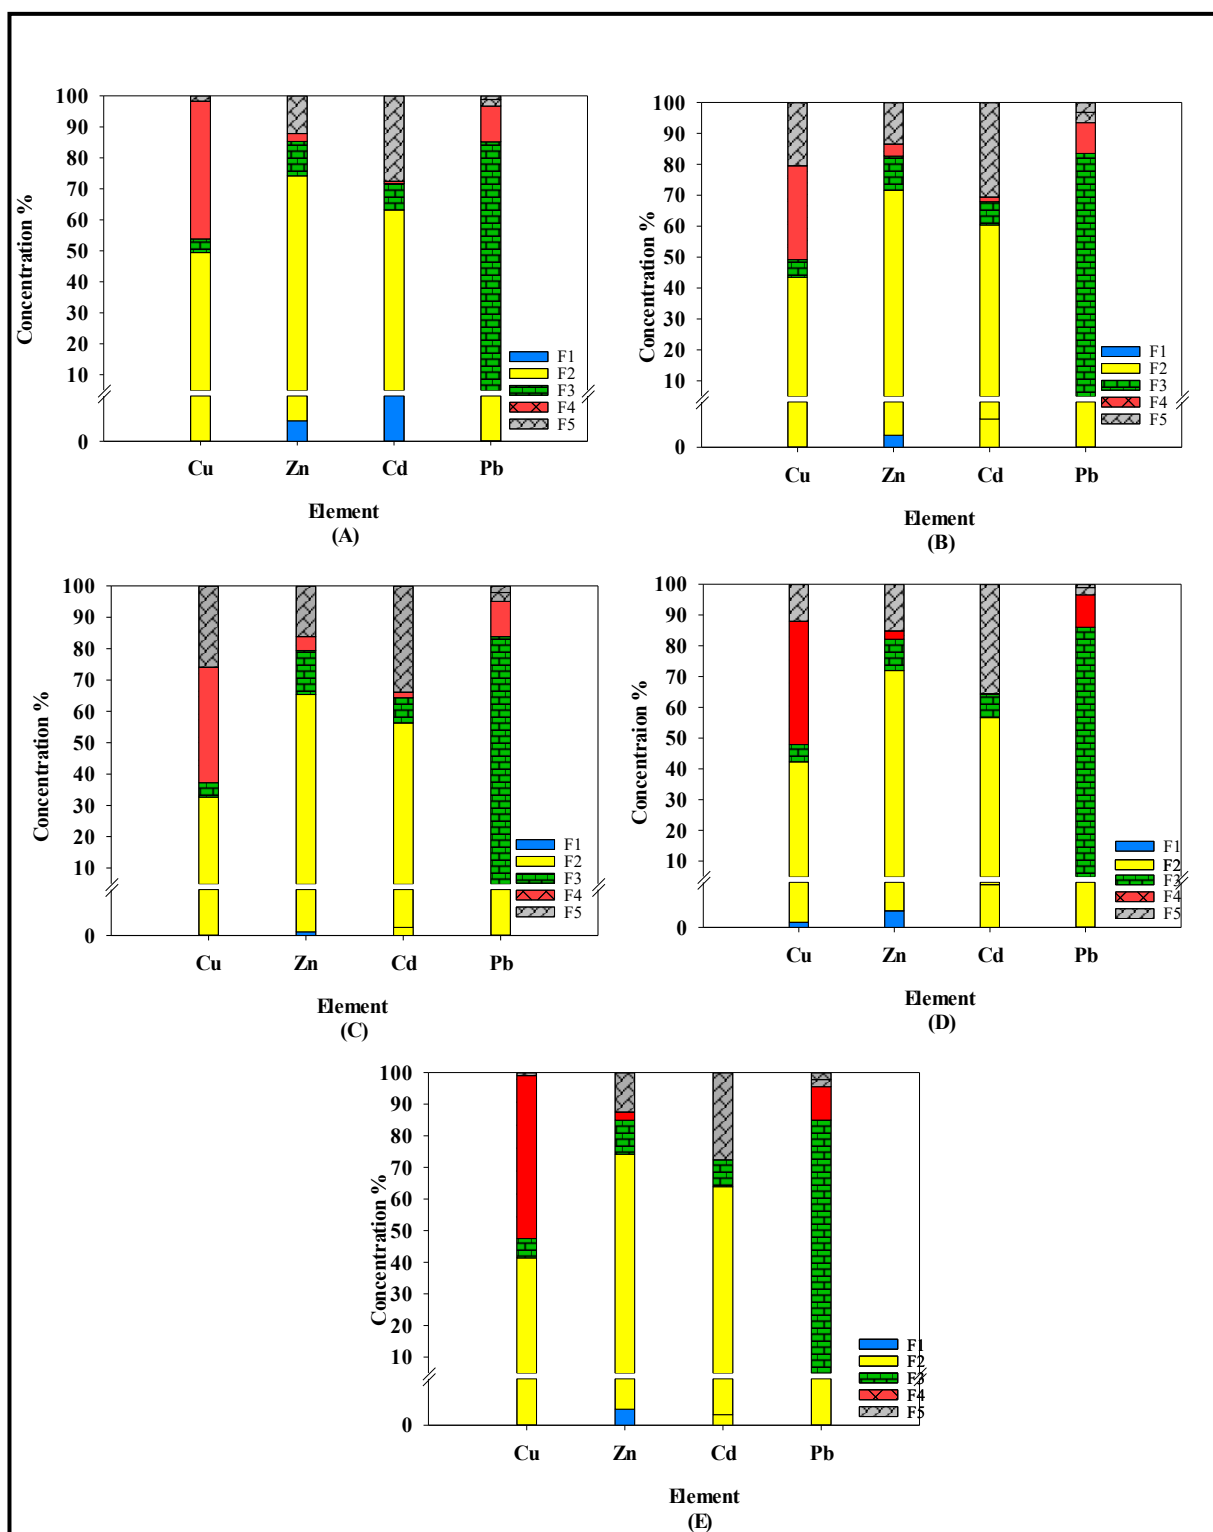 100
90
80
70
60
50
40
30
20
10
0
Concentration %
F1
F2
F3
F4
F5
Cu Zn Cd Pb
Element
(A)
100
90
80
70
60
50
40
30
20
10
0
Concentration %
F1
F2
F3
F4
F5
Cu Zn Cd Pb
Element
(B)
100
90
80
70
60
50
40
30
20
10
0
Concentration %
F1
F2
F3
F4
F5
Cu Zn Cd Pb
Element
(C)
100
90
80
70
60
50
40
30
20
10
0
Concentraion %
F1
F2
F3
F4
F5
Cu Zn Cd Pb
Element
(D)
100
90
80
70
60
50
40
30
20
10
0
Concentration %
F1
F2
F3
F4
F5
Cu Zn Cd Pb
Element
(E)